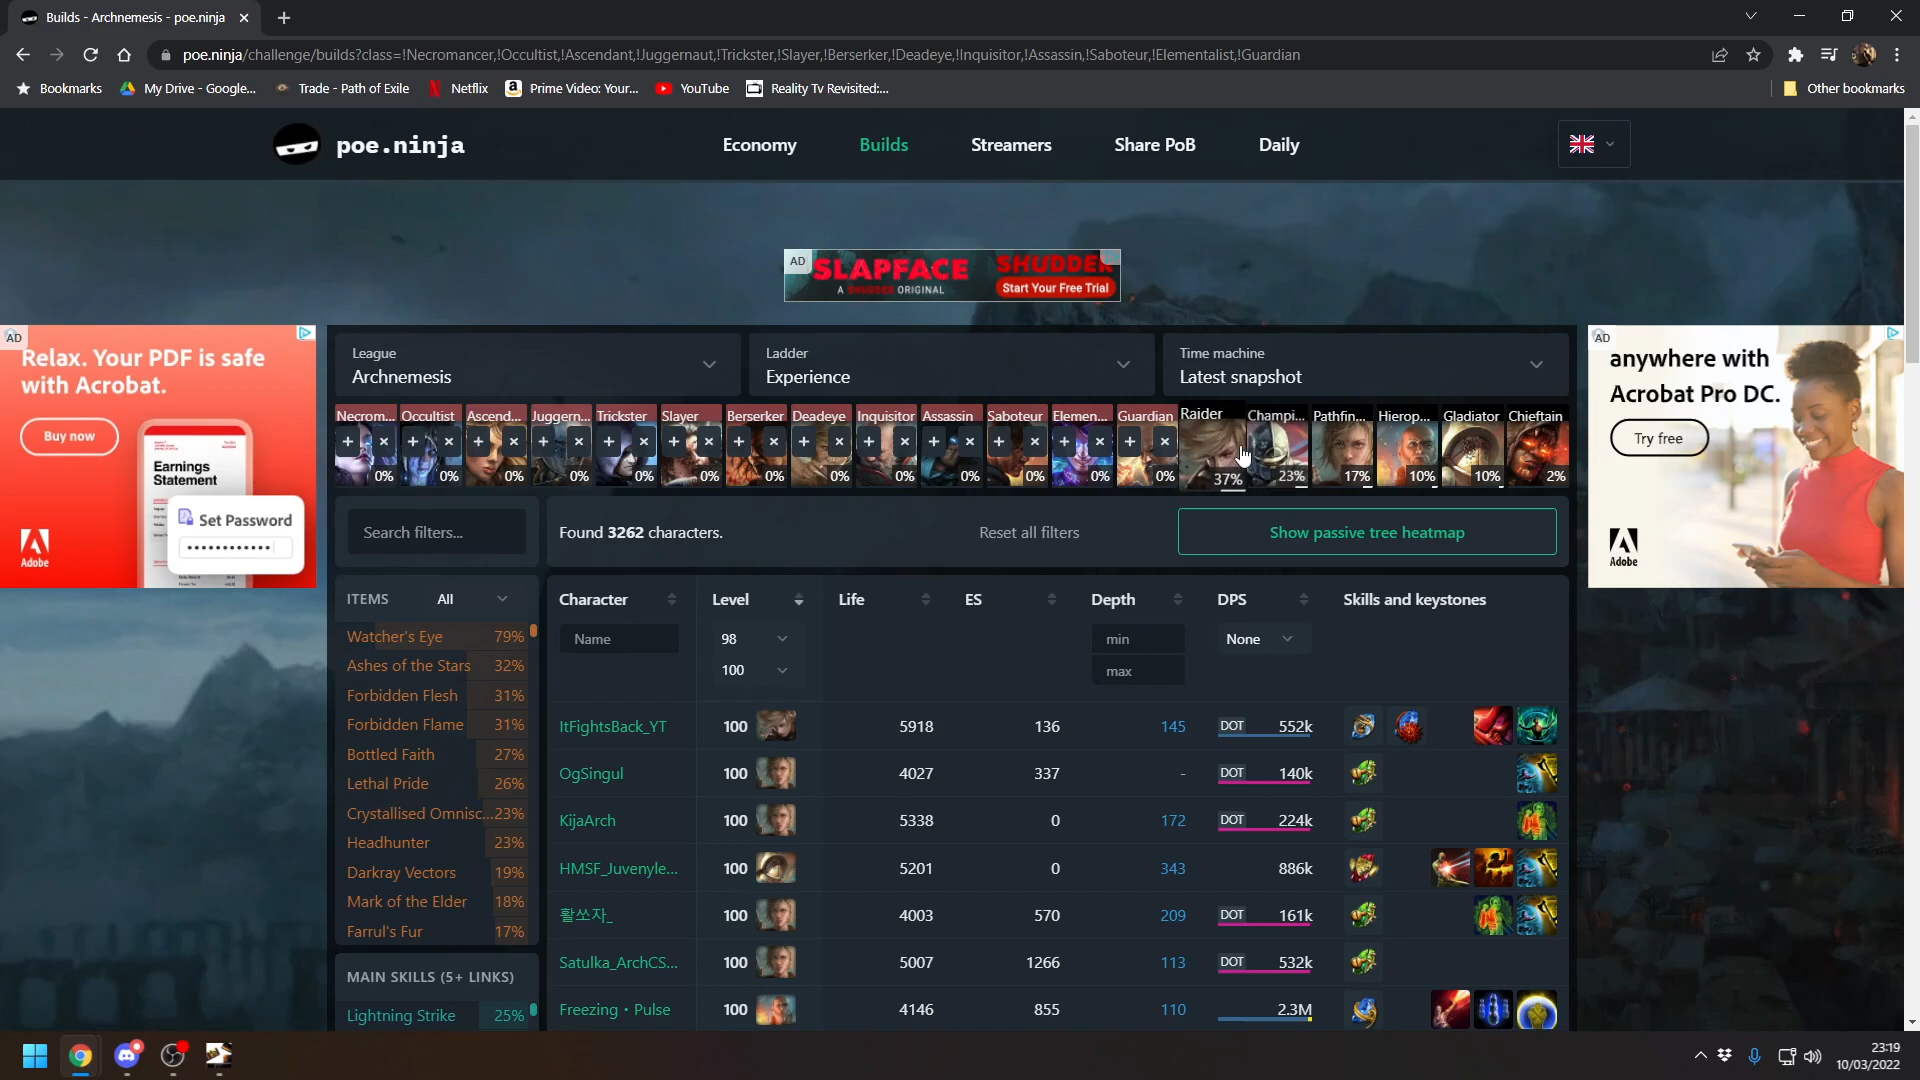 Builds - Archnemesis - poe.ninja
poe.ninja/challenge/builds?class=!Necromancer,!Occultist,!Ascendant,!Juggernaut,!Trickster,!Slayer,!Berserker,!Deadeye,!Inquisitor,!Assassin,!Saboteur,!Elementalist,!Guardian
Bookmarks My Drive - Google... Trade - Path of Exile Netflix Prime Video: Your... YouTube Reality Tv Revisited:... Other bookmarks
poe.ninja Economy Builds Streamers Share PoB Daily
AD SLAPFACE SHUDDER
A SHUDDER ORIGINAL Start Your Free Trial
AD
Relax. Your PDF is safe
with Acrobat.
Buy now
Earnings
Statement
Set Password
Adobe
League
Archnemesis
Ladder
Experience
Time machine
Latest snapshot
AD
anywhere with
Acrobat Pro DC.
Try free
Adobe
Necrom... Occultist Ascend... Juggern... Trickster Slayer Berserker Deadeye Inquisitor Assassin Saboteur Elemen... Guardian Raider Champi... Pathfin... Hierop... Gladiator Chieftain
0% 0% 0% 0% 0% 0% 0% 0% 0% 0% 0% 0% 0% 37% 23% 17% 10% 10% 2%
Search filters... Found 3262 characters. Reset all filters Show passive tree heatmap
ITEMS All
Watcher's Eye 79%
Ashes of the Stars 32%
Forbidden Flesh 31%
Forbidden Flame 31%
Bottled Faith 27%
Lethal Pride 26%
Crystallised Omnisc...23%
Headhunter 23%
Darkray Vectors 19%
Mark of the Elder 18%
Farrul's Fur 17%
MAIN SKILLS (5+ LINKS)
Lightning Strike 25%
Character Level Life ES Depth DPS Skills and keystones
Name 98 min None
100 max
ItFightsBack_YT 100 5918 136 145 DOT 552k
OgSingul 100 4027 337 - DOT 140k
KijaArch 100 5338 0 172 DOT 224k
HMSF_Juvenyle... 100 5201 0 343 886k
활쏘자_ 100 4003 570 209 DOT 161k
Satulka_ArchCS... 100 5007 1266 113 DOT 532k
Freezing・Pulse 100 4146 855 110 2.3M
23:19
10/03/2022